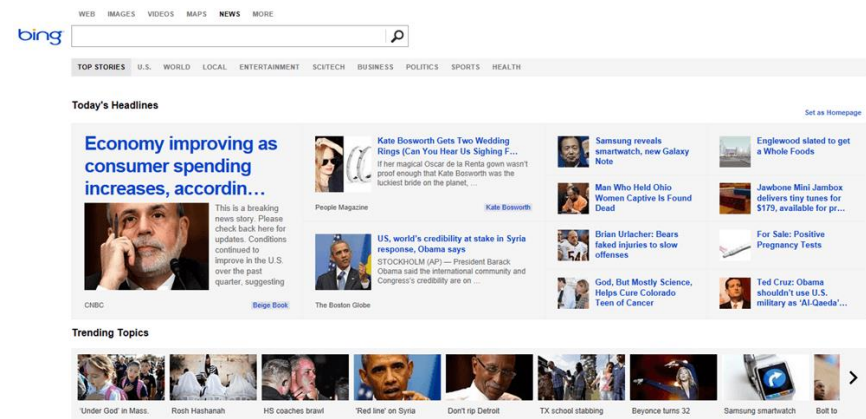 WEB IMAGES VIDEOS MAPS NEWS MORE
bing
TOP STORIES U.S. WORLD LOCAL ENTERTAINMENT SCI/TECH BUSINESS POLITICS SPORTS HEALTH
Today's Headlines
Set as Homepage
Economy improving as
consumer spending
increases, accordin...
This is a breaking
news story. Please
check back here for
updates. Conditions
continued to
improve in the U.S.
over the past
quarter, suggesting
CNBC
Beige Book
Kate Bosworth Gets Two Wedding
Rings (Can You Hear Us Sighing F...
If her magical Oscar de la Renta gown wasn't
proof enough that Kate Bosworth was the
luckiest bride on the planet, ...
People Magazine
Kate Bosworth
US, world's credibility at stake in Syria
response, Obama says
STOCKHOLM (AP) — President Barack
Obama said the international community and
Congress's credibility are on ...
The Boston Globe
Samsung reveals
smartwatch, new Galaxy
Note
Man Who Held Ohio
Women Captive Is Found
Dead
Brian Urlacher: Bears
faked injuries to slow
offenses
God, But Mostly Science,
Helps Cure Colorado
Teen of Cancer
Englewood slated to get
a Whole Foods
Jawbone Mini Jambox
delivers tiny tunes for
$179, available for pr...
For Sale: Positive
Pregnancy Tests
Ted Cruz: Obama
shouldn't use U.S.
military as 'Al-Qaeda'...
Trending Topics
'Under God' in Mass.
Rosh Hashanah
HS coaches brawl
'Red line' on Syria
Don't rip Detroit
TX school stabbing
Beyonce turns 32
Samsung smartwatch
Bolt to